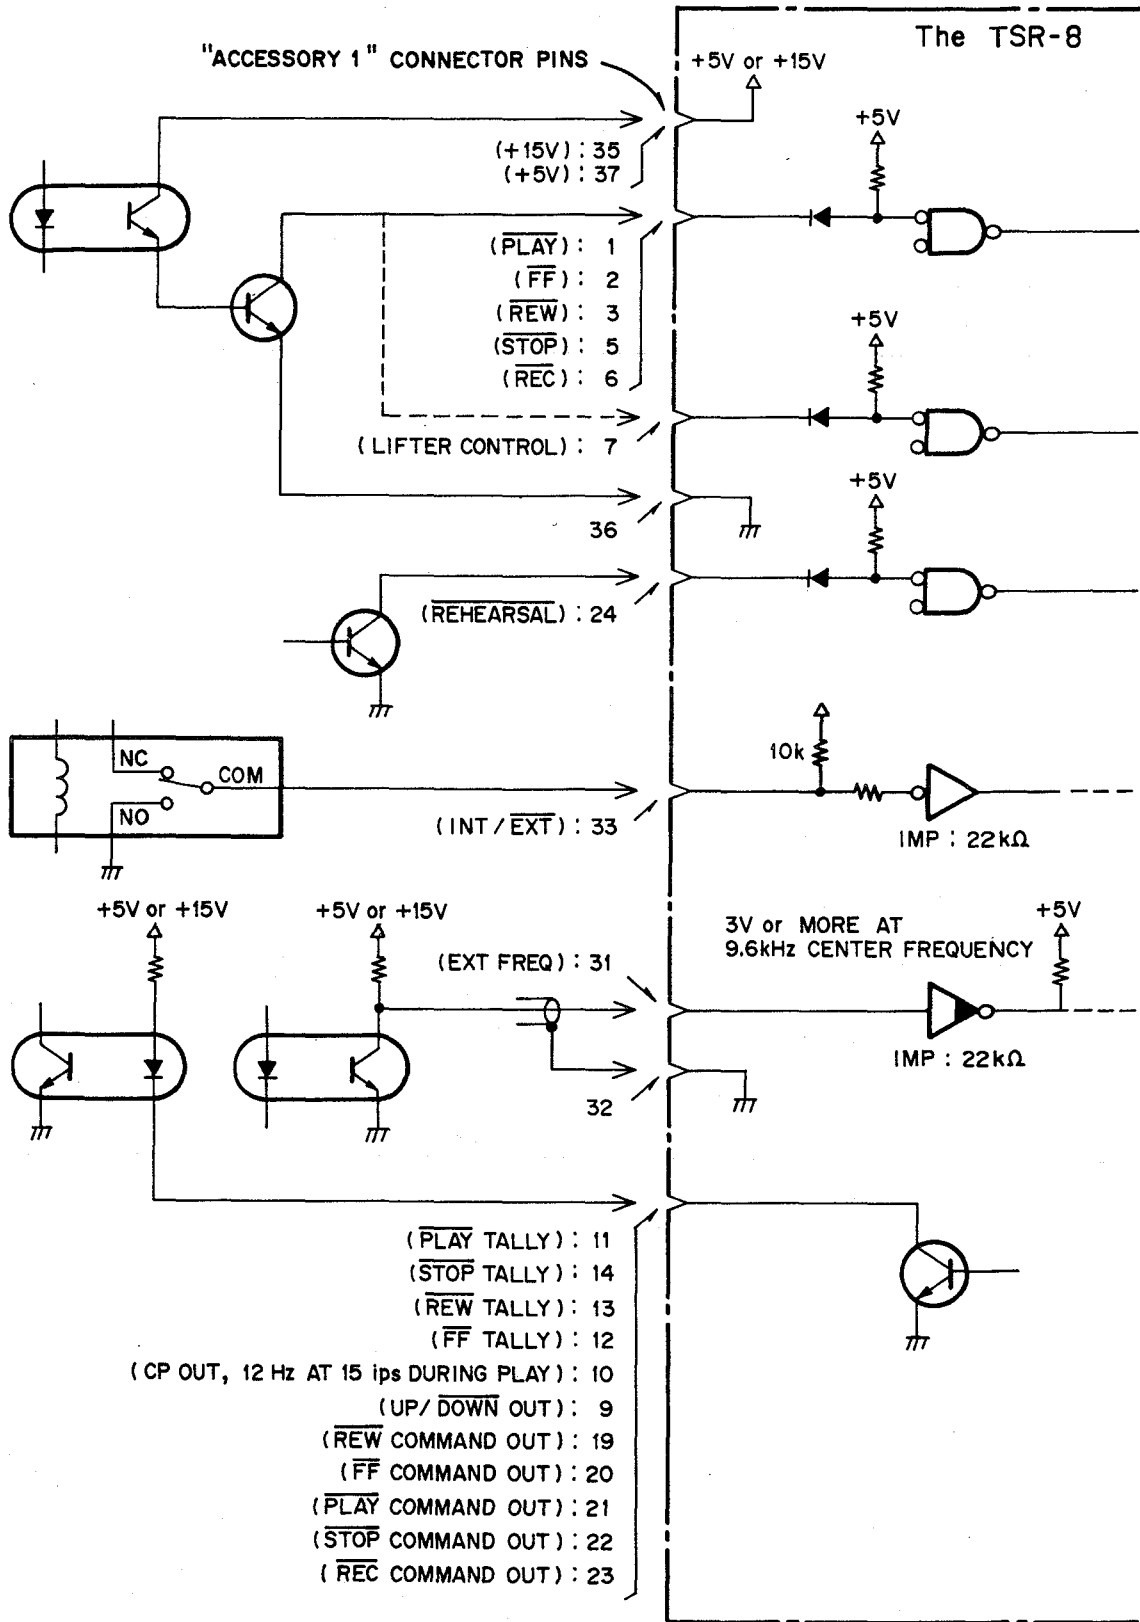 The TSR-8
"ACCESSORY 1" CONNECTOR PINS
+5V or +15V
+5V
(+15V) : 35
(+5V) : 37
(PLAY) : 1
(FF) : 2
(REW) : 3
(STOP) : 5
(REC) : 6
+5V
(LIFTER CONTROL) : 7
+5V
36
(REHEARSAL) : 24
NC
COM
NO
10k
(INT/EXT) : 33
IMP : 22kΩ
+5V or +15V
+5V or +15V
+5V
3V or MORE AT
9.6kHz CENTER FREQUENCY
(EXT FREQ) : 31
IMP : 22kΩ
32
(PLAY TALLY) : 11
(STOP TALLY) : 14
(REW TALLY) : 13
(FF TALLY) : 12
(CP OUT, 12 Hz AT 15 ips DURING PLAY) : 10
(UP/DOWN OUT) : 9
(REW COMMAND OUT) : 19
(FF COMMAND OUT) : 20
(PLAY COMMAND OUT) : 21
(STOP COMMAND OUT) : 22
(REC COMMAND OUT) : 23